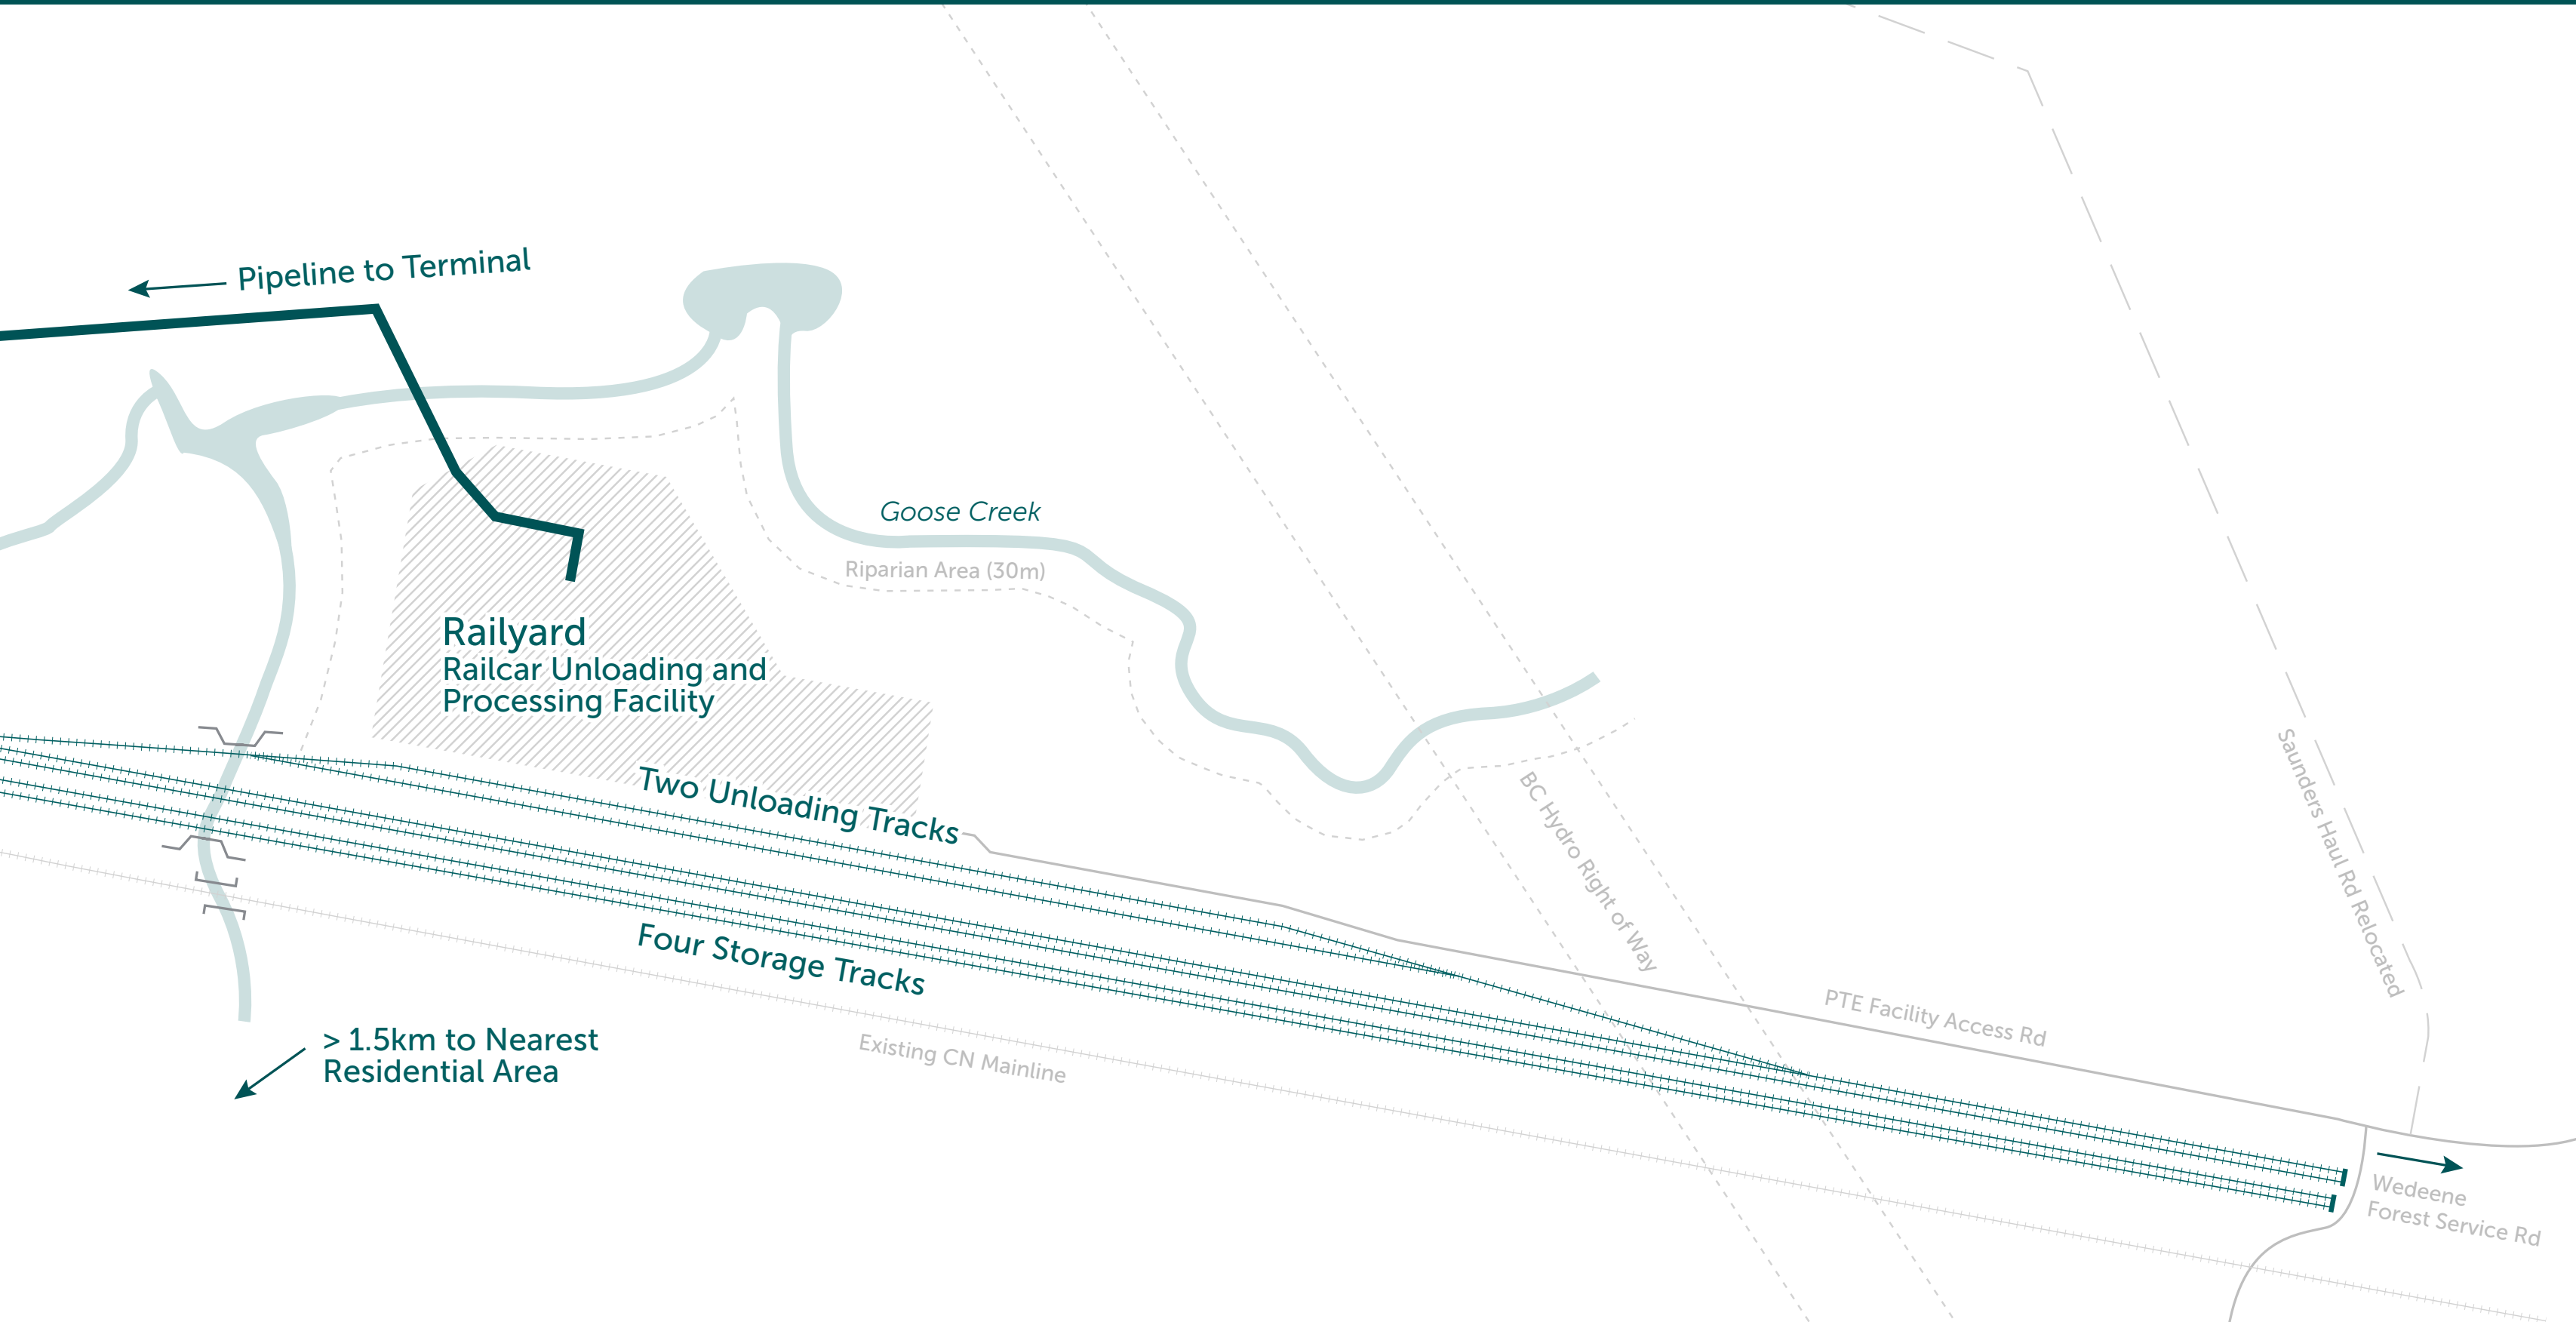 Pipeline to Terminal
Goose Creek
Riparian Area (30m)
Railyard
Railcar Unloading and
Processing Facility
Two Unloading Tracks
Four Storage Tracks
BC Hydro Right of Way
Saunders Haul Rd Relocated
PTE Facility Access Rd
> 1.5km to Nearest
Residential Area
Existing CN Mainline
Wedeene
Forest Service Rd